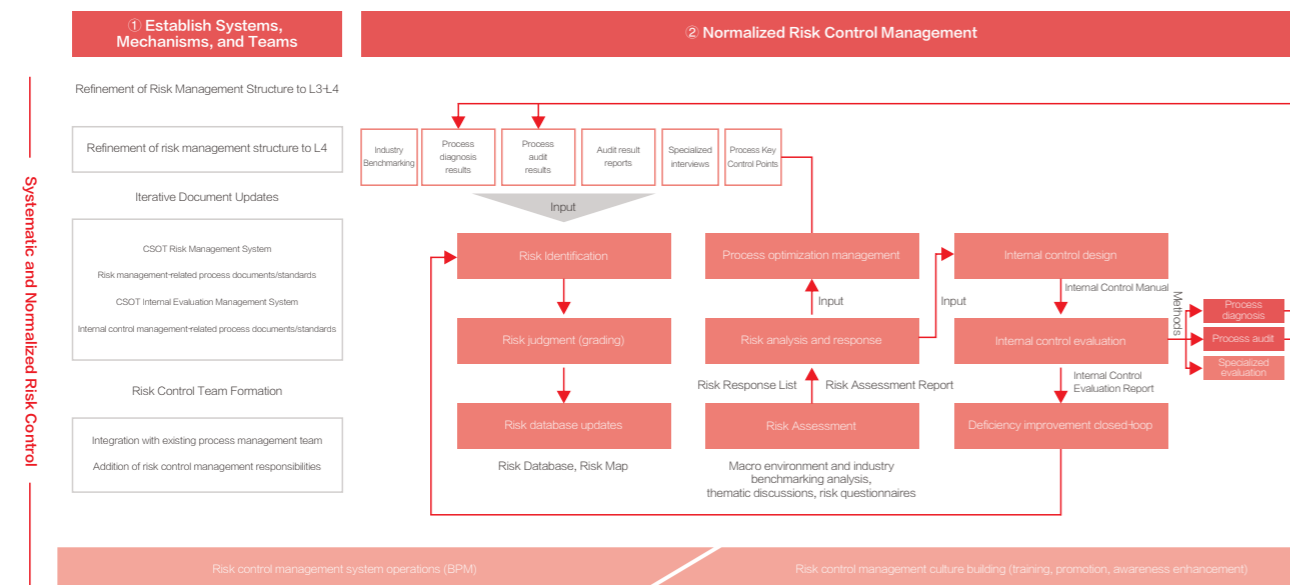 ① Establish Systems,
Mechanisms, and Teams
② Normalized Risk Control Management
Systematic and Normalized Risk Control
Refinement of Risk Management Structure to L3-L4
Refinement of risk management structure to L4
Iterative Document Updates
CSOT Risk Management System
Risk management-related process documents/standards
CSOT Internal Evaluation Management System
Internal control management-related process documents/standards
Risk Control Team Formation
Integration with existing process management team
Addition of risk control management responsibilities
Industry
Benchmarking
Process
diagnosis
results
Process
audit
results
Audit result
reports
Specialized
interviews
Process Key
Control Points
Input
Risk Identification
Risk judgment (grading)
Risk database updates
Risk Database, Risk Map
Process optimization management
Input
Risk analysis and response
Risk Response List
Risk Assessment Report
Risk Assessment
Macro environment and industry
benchmarking analysis,
thematic discussions, risk questionnaires
Input
Internal control design
Internal Control Manual
Internal control evaluation
Internal Control
Evaluation Report
Deficiency improvement closed-loop
Methods
Process
diagnosis
Process audit
Specialized
evaluation
Risk control management system operations (BPM)
Risk control management culture building (training, promotion, awareness enhancement)